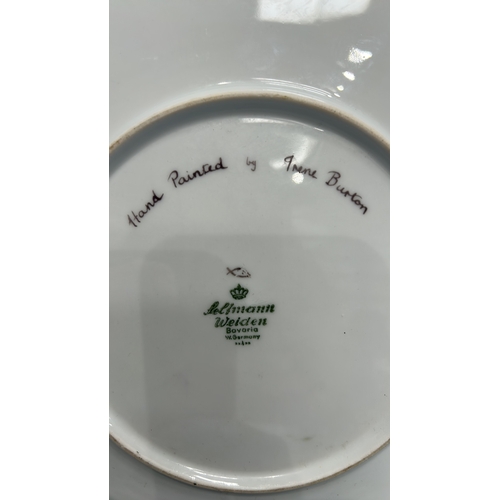 Hand Painted by Irene Burton
Seltmann
Weiden
Bavaria
W.Germany